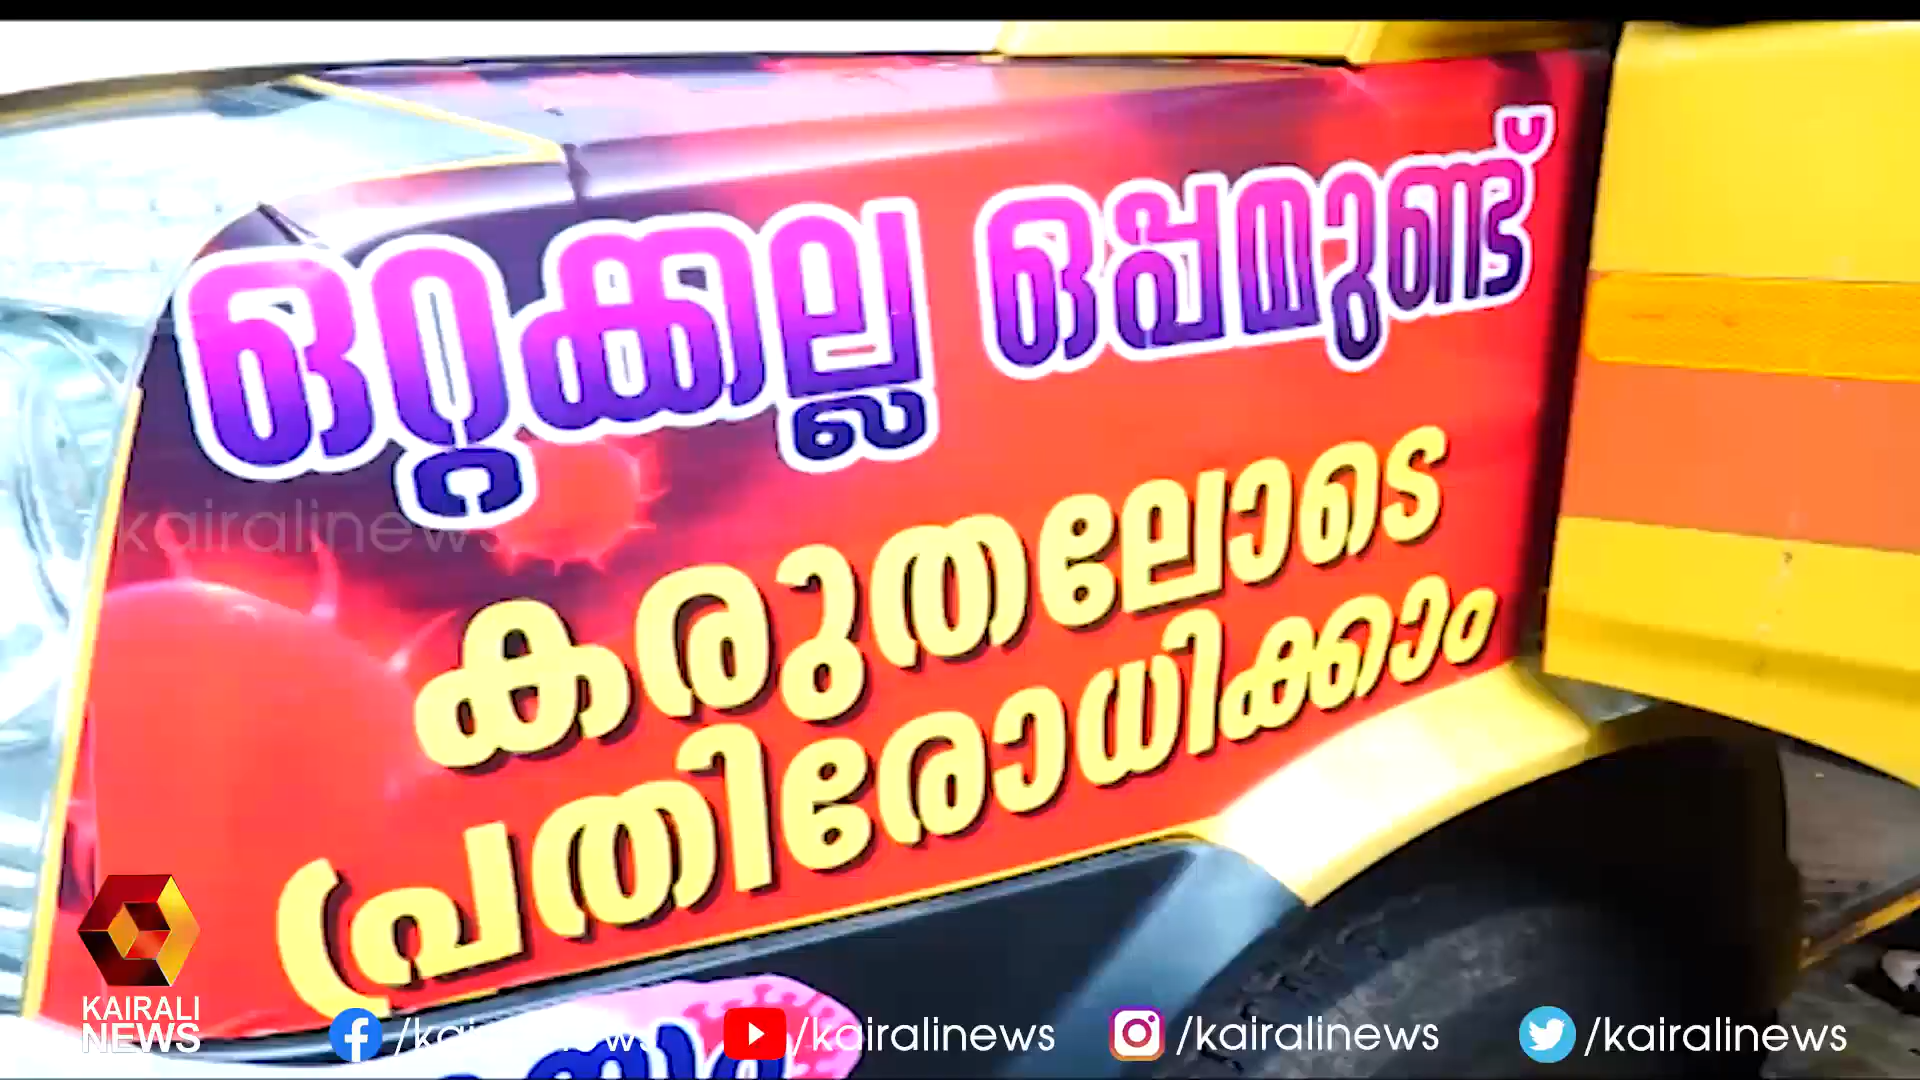 ഒറ്റക്കല്ല ഒപ്പമുണ്ട്
കരുതലോടെ
പ്രതിരോധിക്കാം
kairalinews
KAIRALI
NEWS
/kairalinews
/kairalinews
/kairalinews